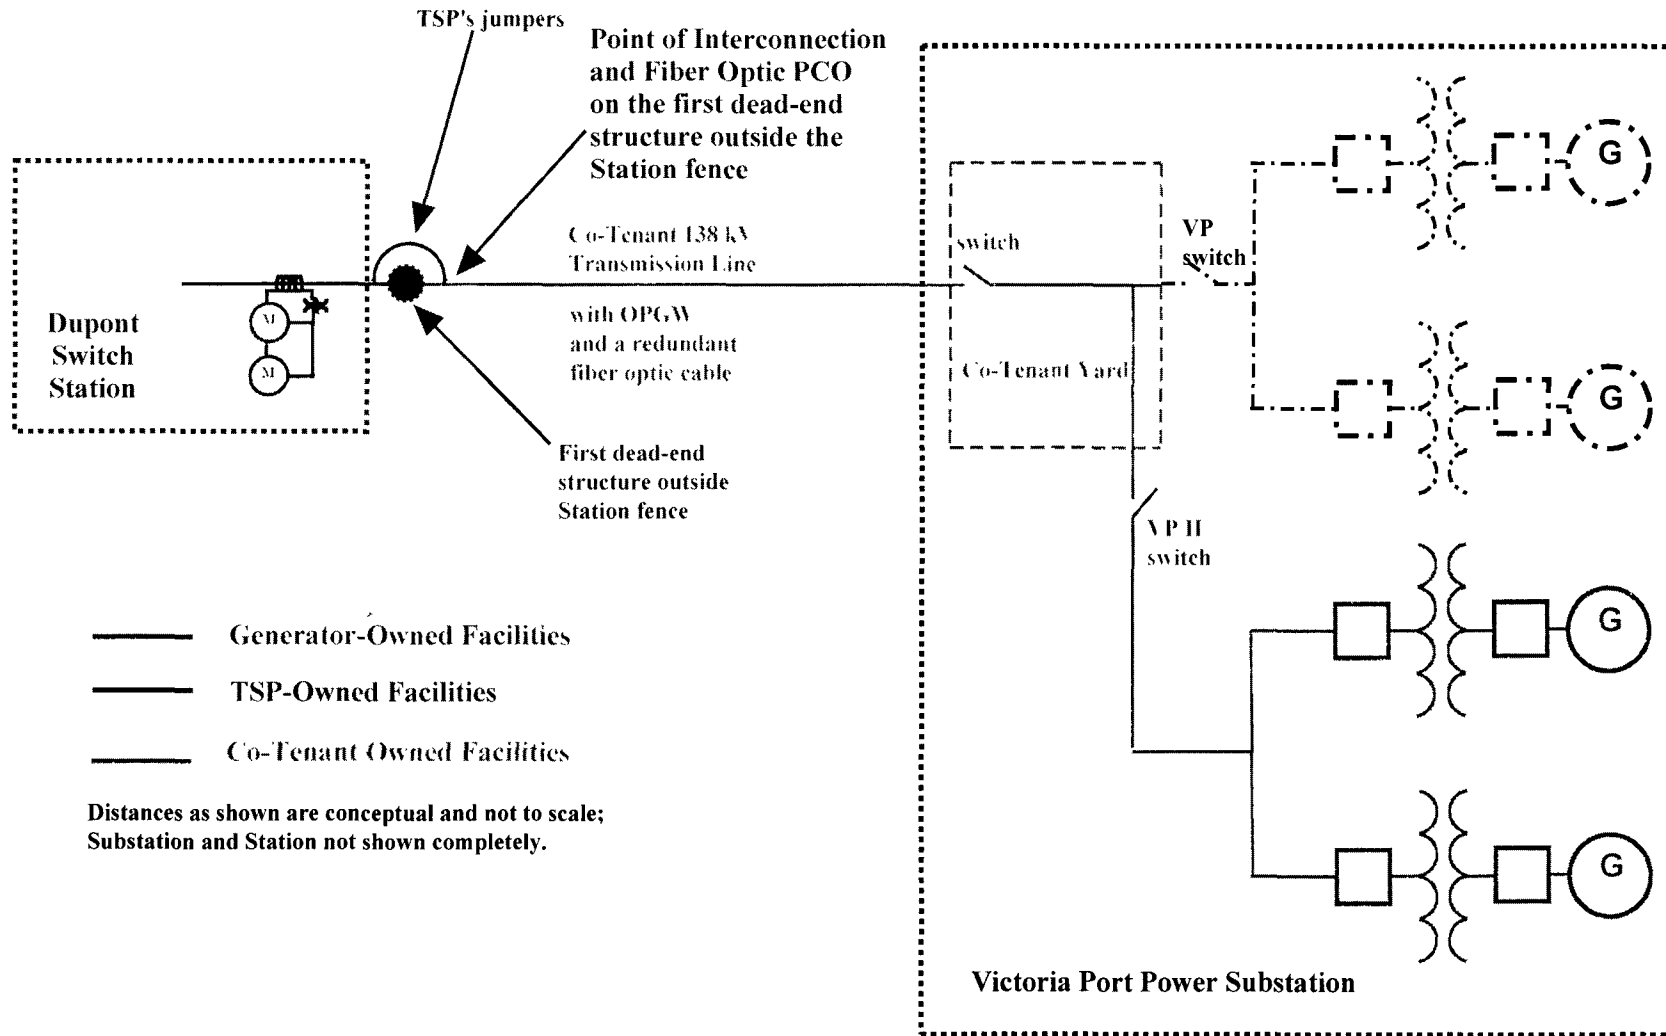 TSP's jumpers
Point of Interconnection
and Fiber Optic PCO
on the first dead-end
structure outside the
Station fence
Co-Tenant 138 kV
Transmission Line
with OPGW
and a redundant
fiber optic cable
Dupont
Switch
Station
M
M
First dead-end
structure outside
Station fence
switch
Co-Tenant Yard
VP
switch
VP II
switch
G
G
G
G
Generator-Owned Facilities
TSP-Owned Facilities
Co-Tenant Owned Facilities
Distances as shown are conceptual and not to scale;
Substation and Station not shown completely.
Victoria Port Power Substation